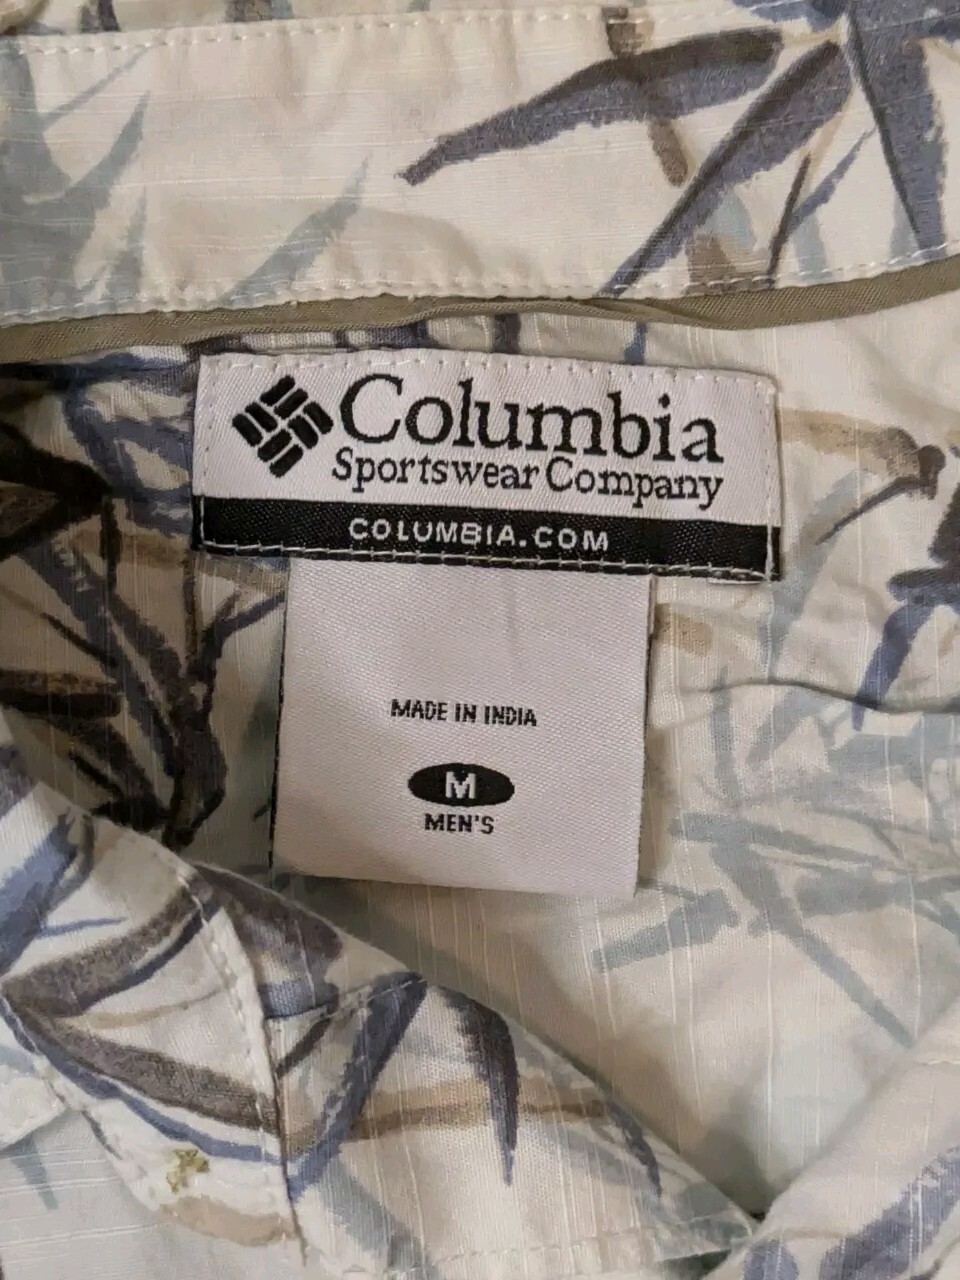 Columbia
Sportswear Company
COLUMBIA.COM
MADE IN INDIA
M
MEN'S